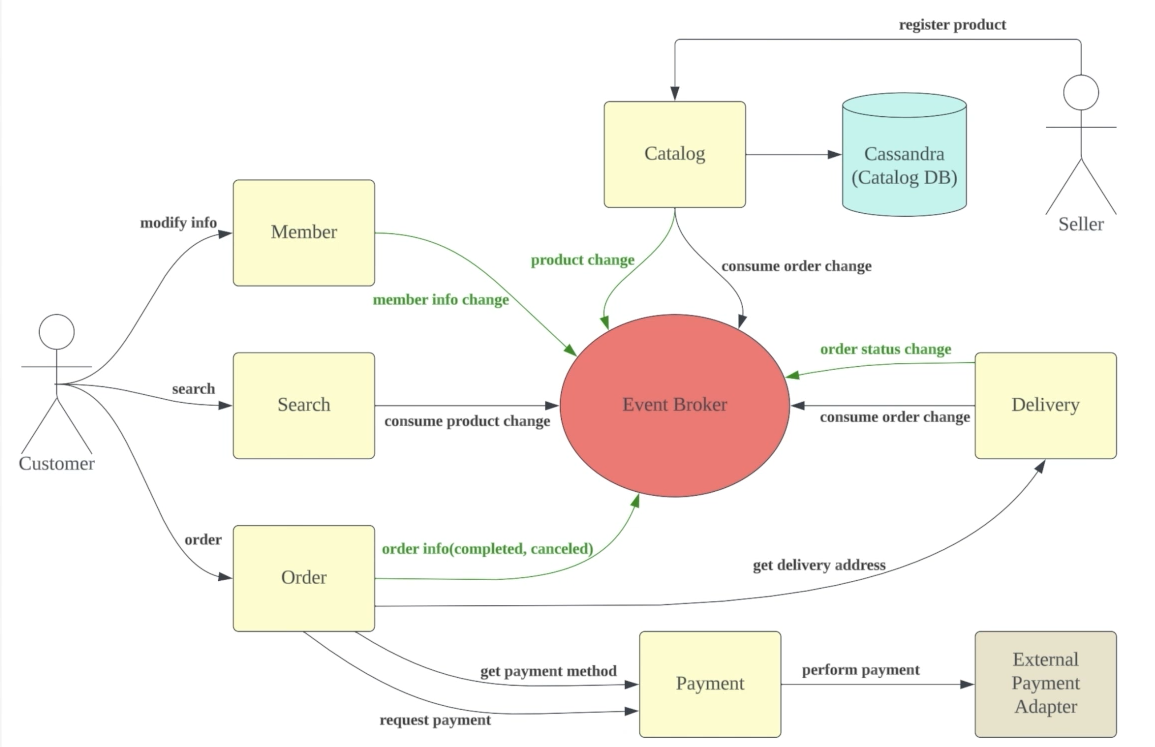 register product
Catalog
Cassandra
(Catalog DB)
Seller
modify info
Member
product change
consume order change
member info change
order status change
search
Search
consume product change
Event Broker
consume order change
Delivery
Customer
order
order info(completed, canceled)
get delivery address
Order
get payment method
request payment
Payment
perform payment
External
Payment
Adapter